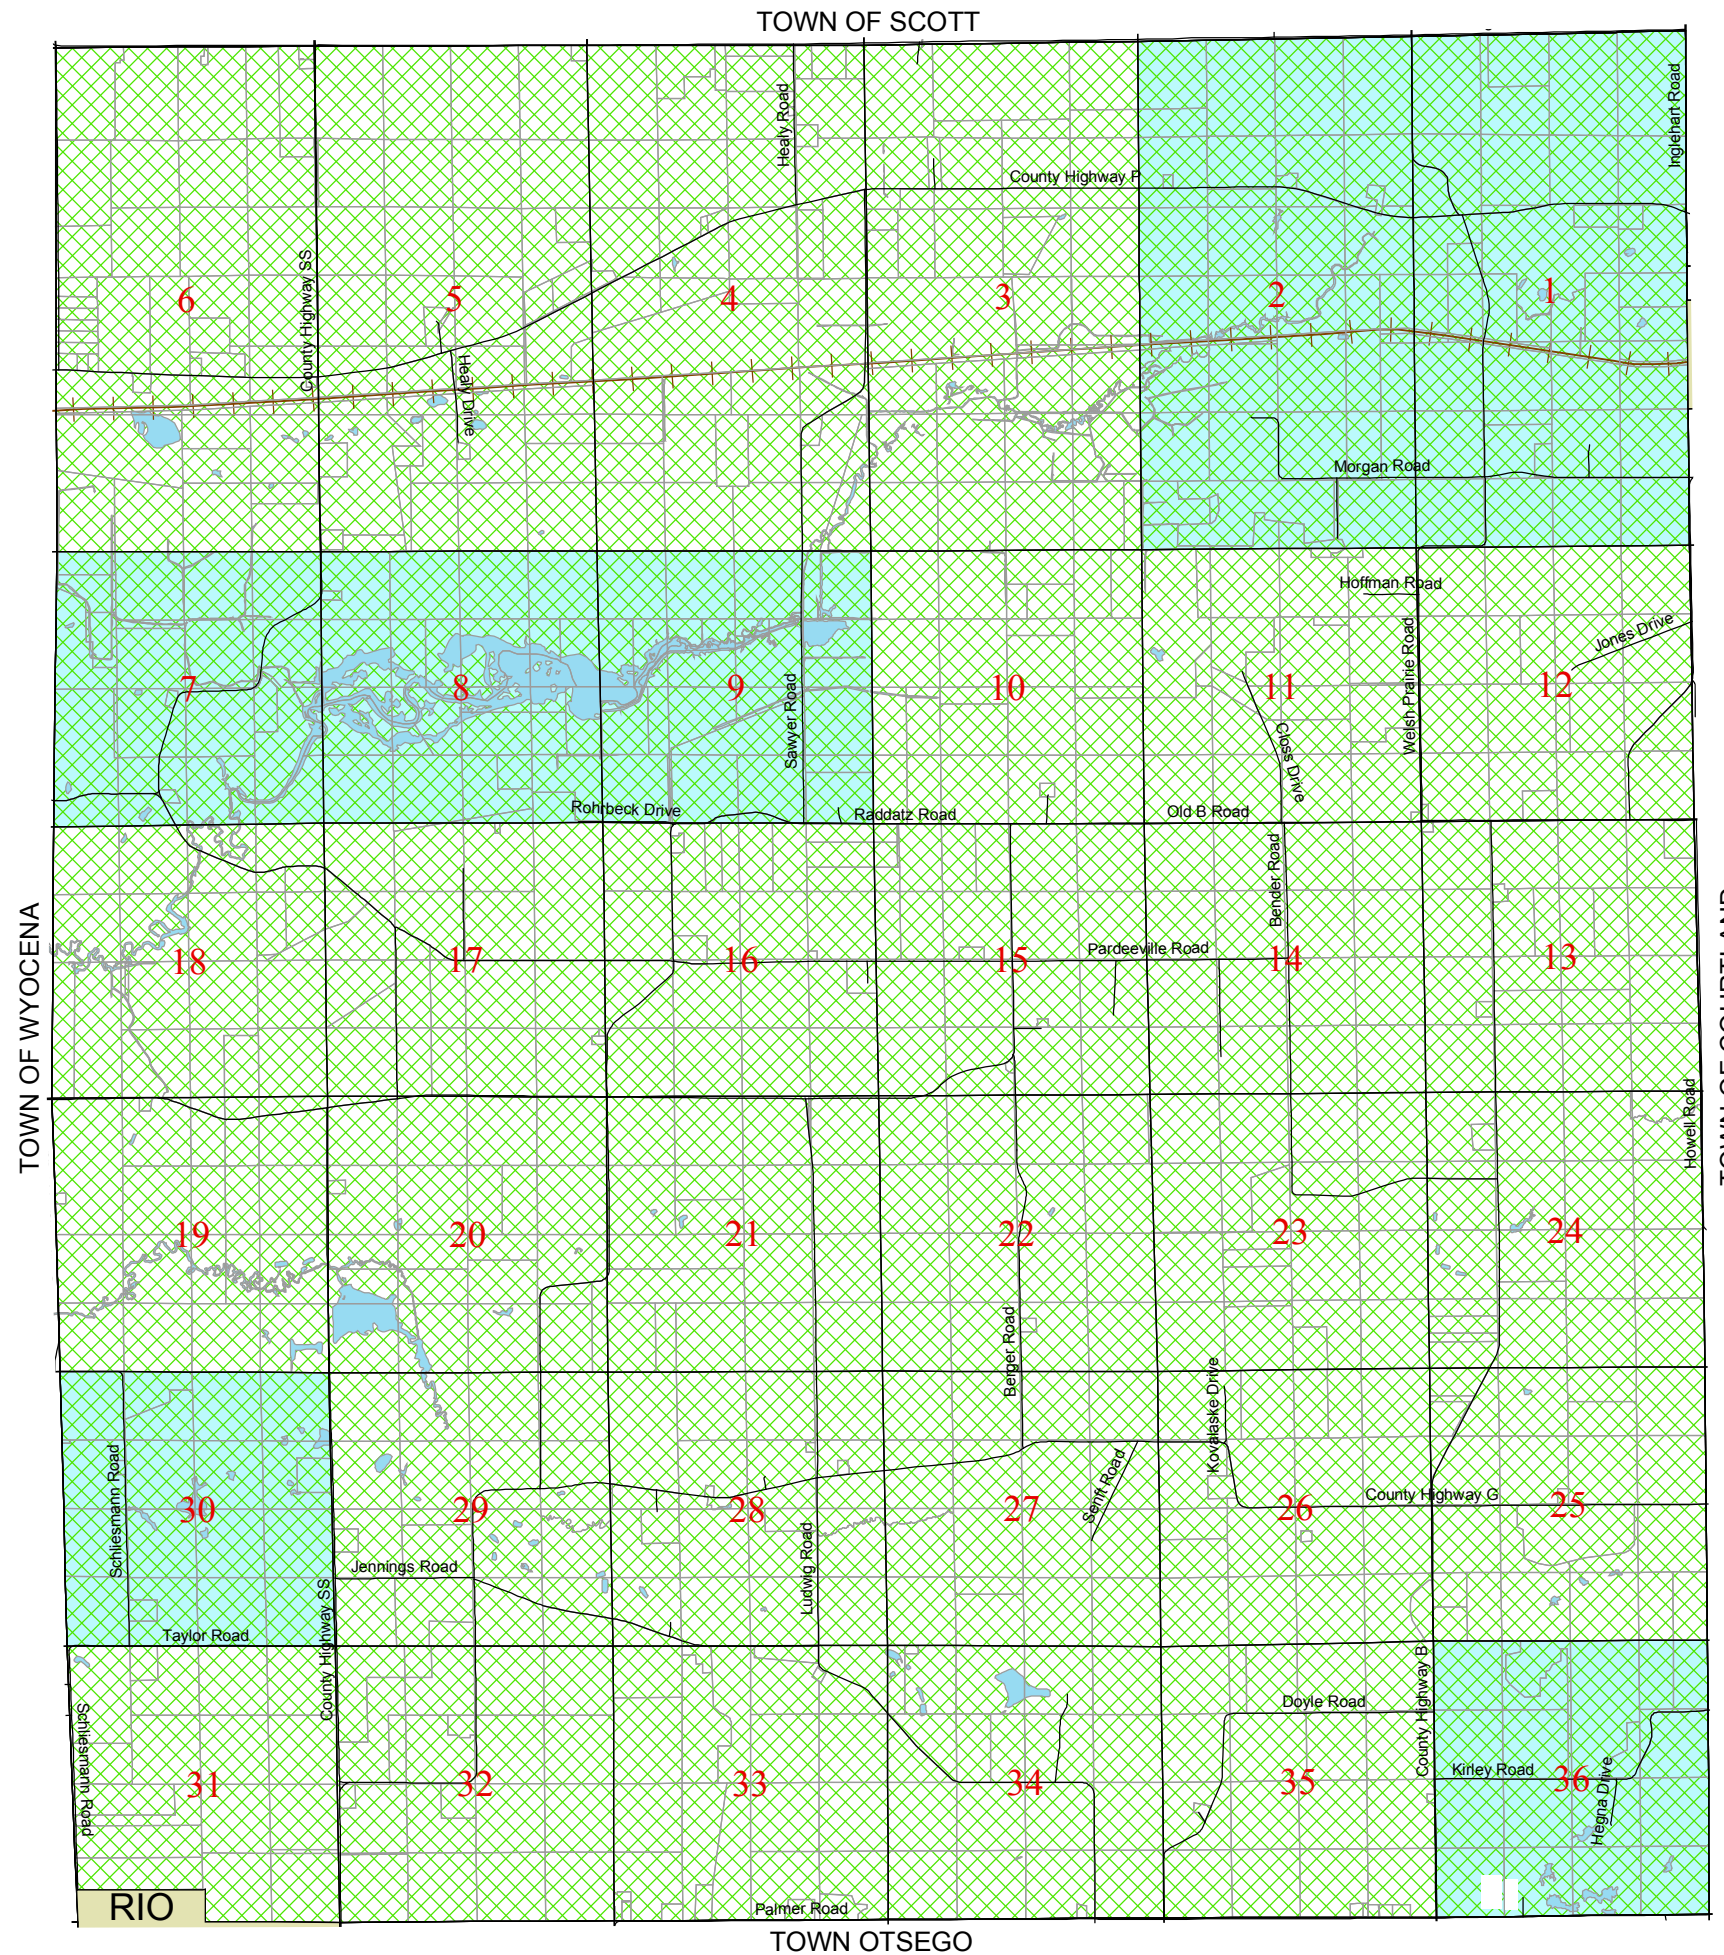 TOWN OF SCOTT
Healy Road
Inglehart Road
County Highway P
County Highway SS
6
5
4
3
2
1
Healy Drive
Morgan Road
Hoffman Road
Jones Drive
Welsh Prairie Road
7
8
9
10
11
12
Sawyer Road
Closs Drive
Rohrbeck Drive
Raddatz Road
Old B Road
Bender Road
TOWN OF WYOCENA
TOWN OF COURTLAND
Pardeeville Road
18
17
16
15
14
13
Howell Road
19
20
21
22
23
24
Berger Road
Kovalaske Drive
Schliesmann Road
Senft Road
County Highway G
30
29
28
27
26
25
Ludwig Road
Jennings Road
County Highway SS
Taylor Road
County Highway B
Schliesmann Road
Doyle Road
Kirley Road
Hegna Drive
31
32
33
34
35
36
RIO
Palmer Road
TOWN OTSEGO